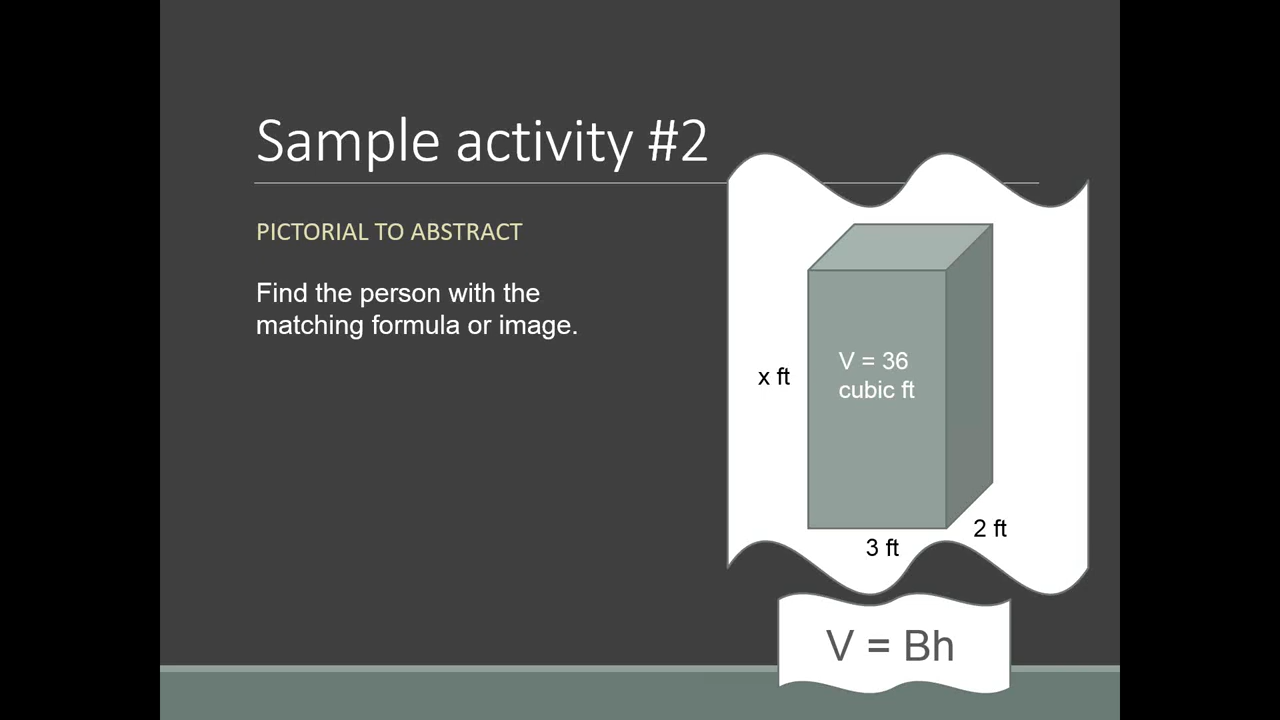 Sample activity #2
PICTORIAL TO ABSTRACT
Find the person with the
matching formula or image.
V = 36
cubic ft
x ft
2 ft
3 ft
V = Bh